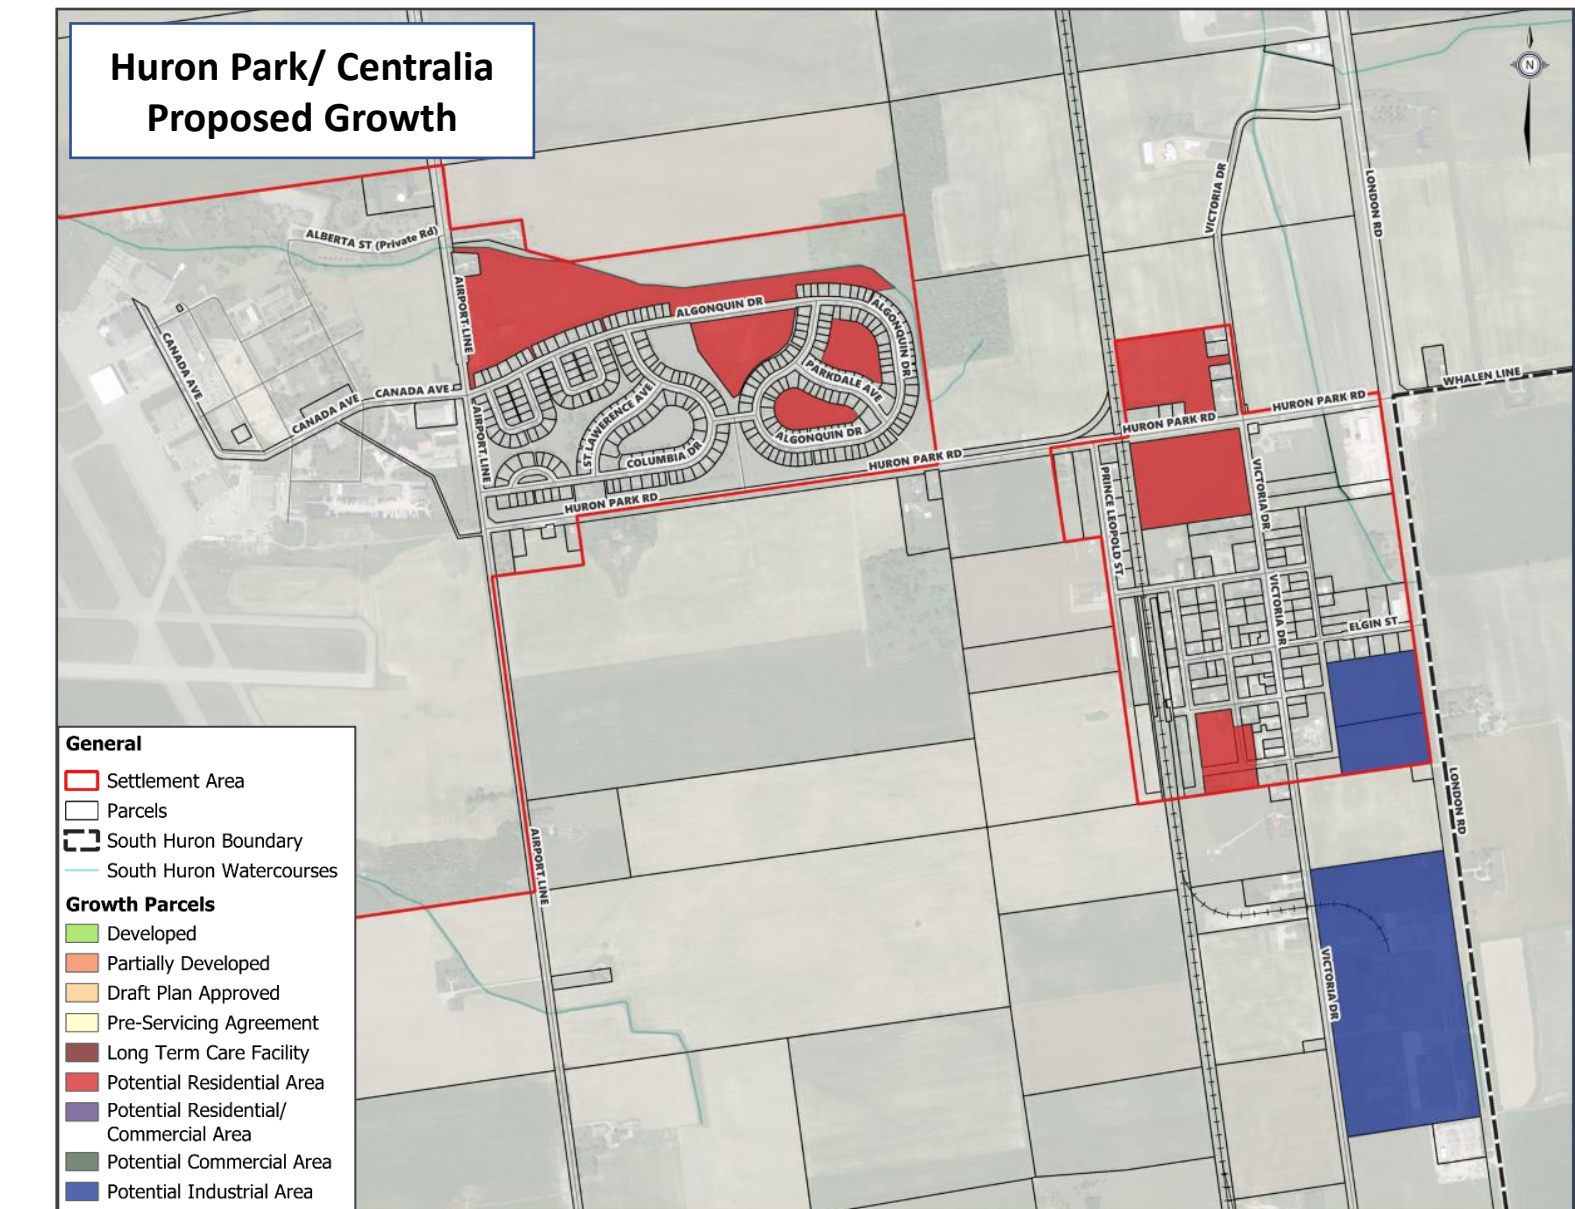 Huron Park/ Centralia
Proposed Growth
N
ALBERTA ST (Private Rd)
VICTORIA DR
LONDON RD
AIRPORT LINE
ALGONQUIN DR
ALGONQUIN DR
CANADA AVE
CANADA AVE
CANADA AVE
PARKDALE AVE
WHALEN LINE
HURON PARK RD
HURON PARK RD
AIRPORT LINE
ST LAWERENCE AVE
ALGONQUIN DR
COLUMBIA DR
HURON PARK RD
HURON PARK RD
PRINCE LEOPOLD ST
VICTORIA DR
VICTORIA DR
ELGIN ST
LONDON RD
AIRPORT LINE
VICTORIA DR
General
Settlement Area
Parcels
South Huron Boundary
South Huron Watercourses
Growth Parcels
Developed
Partially Developed
Draft Plan Approved
Pre-Servicing Agreement
Long Term Care Facility
Potential Residential Area
Potential Residential/
Commercial Area
Potential Commercial Area
Potential Industrial Area